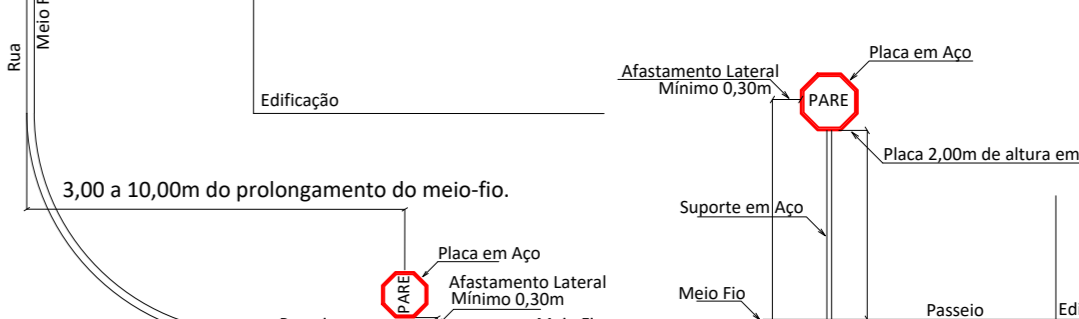 Rua
Meio
Edificação
3,00 a 10,00m do prolongamento do meio-fio.
Placa em Aço
PARE
Afastamento Lateral
Mínimo 0,30m
Placa em Aço
Afastamento Lateral
Mínimo 0,30m
PARE
Placa 2,00m de altura em
Suporte em Aço
Meio Fio
Passeio